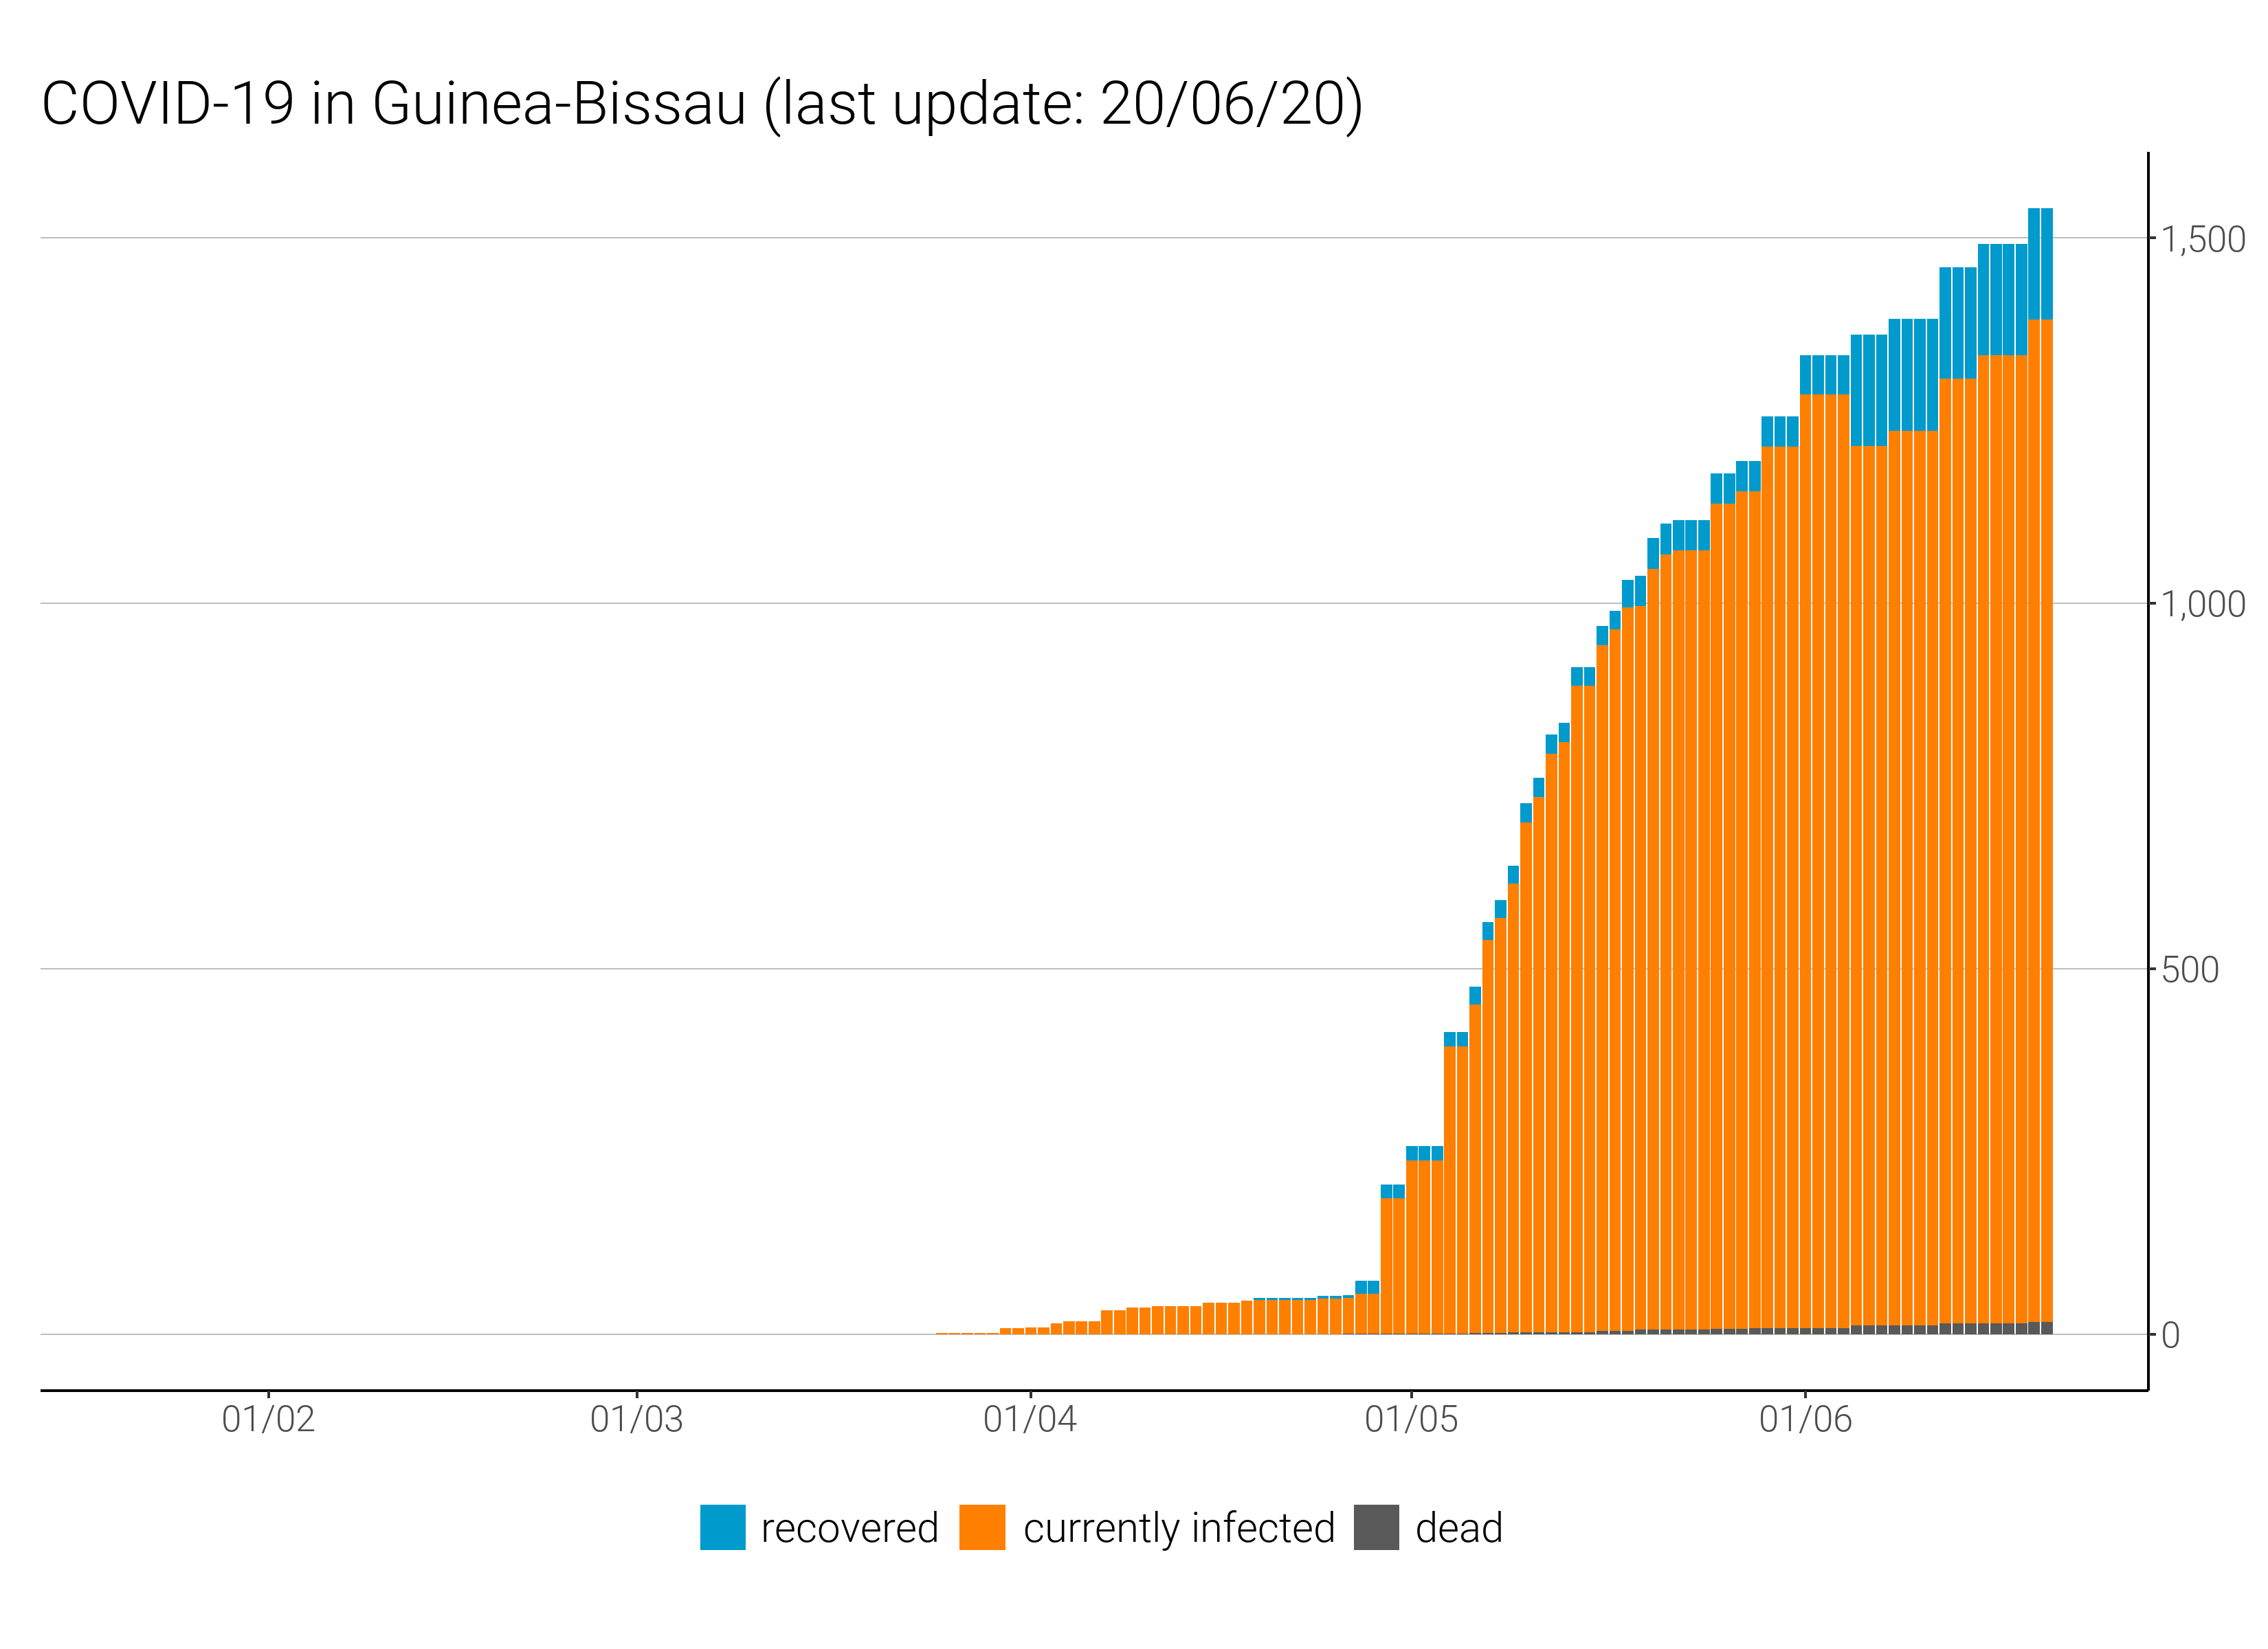 COVID-19 in Guinea-Bissau (last update: 20/06/20)
1,500
1,000
500
0
01/02 01/03 01/04 01/05 01/06
recovered currently infected dead